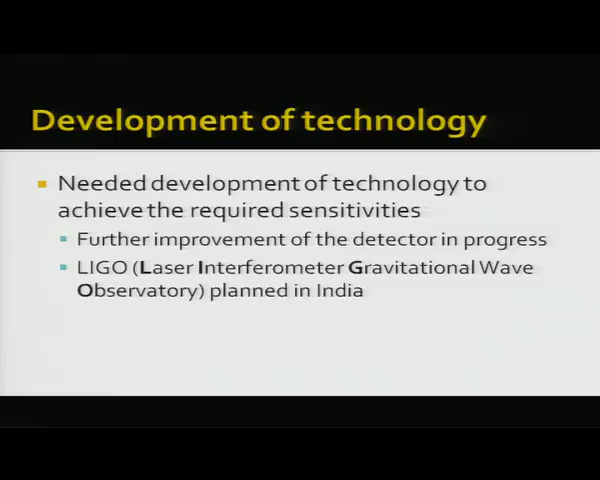 Development of technology
Needed development of technology to
achieve the required sensitivities
Further improvement of the detector in progress
LIGO (Laser Interferometer Gravitational Wave
Observatory) planned in India